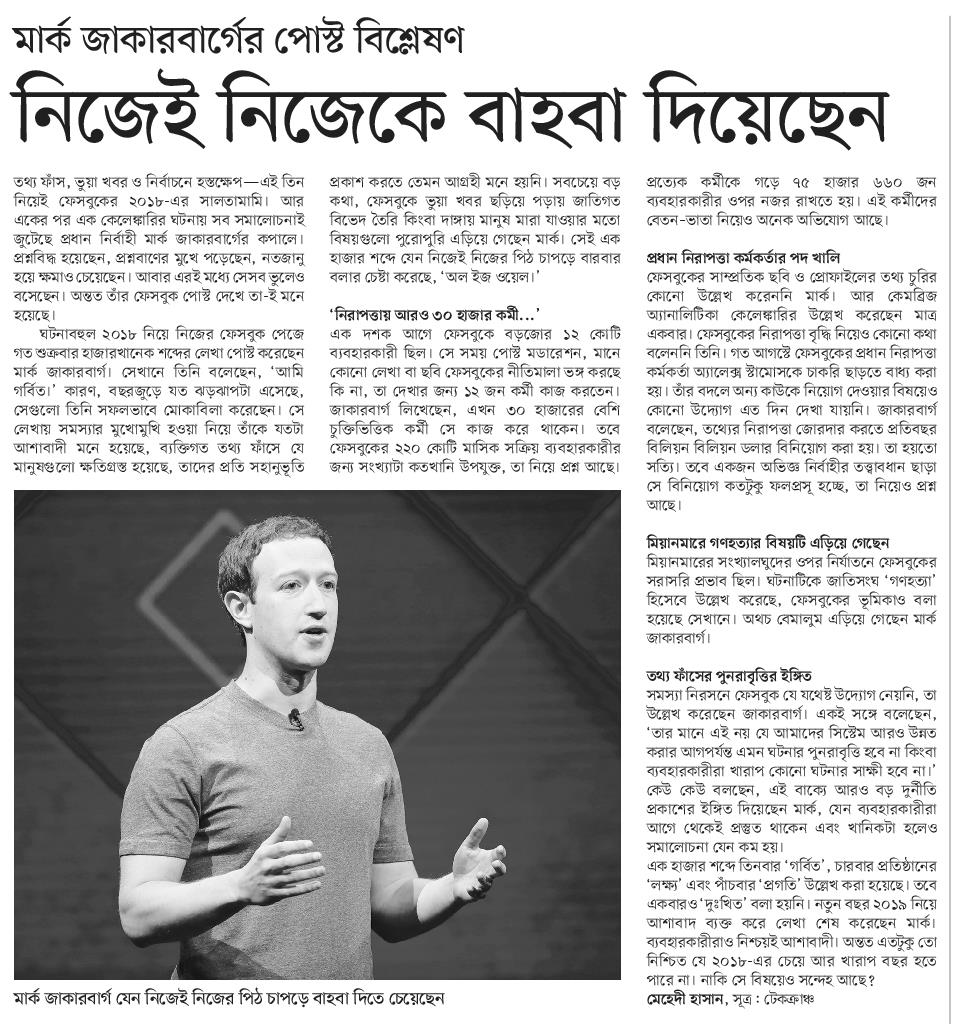 মার্ক জাকারবার্গের পোস্ট বিশ্লেষণ
নিজেই নিজেকে বাহবা দিয়েছেন
তথ্য ফাঁস, ভুয়া খবর ও নির্বাচনে হস্তক্ষেপ—এই তিন
নিয়েই ফেসবুকের ২০১৮-এর সালতামামি। আর
একের পর এক কেলেঙ্কারির ঘটনায় সব সমালোচনাই
জুটেছে প্রধান নির্বাহী মার্ক জাকারবার্গের কপালে।
প্রশ্নবিদ্ধ হয়েছেন, প্রশ্নবাণের মুখে পড়েছেন, নতজানু
হয়ে ক্ষমাও চেয়েছেন। আবার এরই মধ্যে সেসব ভুলেও
বসেছেন। অন্তত তাঁর ফেসবুক পোস্ট দেখে তা-ই মনে
হয়েছে।
ঘটনাবহুল ২০১৮ নিয়ে নিজের ফেসবুক পেজে
গত শুক্রবার হাজারখানেক শব্দের লেখা পোস্ট করেছেন
মার্ক জাকারবার্গ। সেখানে তিনি বলেছেন, ‘আমি
গর্বিত।’ কারণ, বছরজুড়ে যত ঝড়ঝাপটা এসেছে,
সেগুলো তিনি সফলভাবে মোকাবিলা করেছেন। সে
লেখায় সমস্যার মুখোমুখি হওয়া নিয়ে তাঁকে যতটা
আশাবাদী মনে হয়েছে, ব্যক্তিগত তথ্য ফাঁসে যে
মানুষগুলো ক্ষতিগ্রস্ত হয়েছে, তাদের প্রতি সহানুভূতি
প্রকাশ করতে তেমন আগ্রহী মনে হয়নি। সবচেয়ে বড়
কথা, ফেসবুকে ভুয়া খবর ছড়িয়ে পড়ায় জাতিগত
বিভেদ তৈরি কিংবা দাঙ্গায় মানুষ মারা যাওয়ার মতো
বিষয়গুলো পুরোপুরি এড়িয়ে গেছেন মার্ক। সেই এক
হাজার শব্দে যেন নিজেই নিজের পিঠ চাপড়ে বারবার
বলার চেষ্টা করেছে, ‘অল ইজ ওয়েল।’
‘নিরাপত্তায় আরও ৩০ হাজার কর্মী...’
এক দশক আগে ফেসবুকে বড়জোর ১২ কোটি
ব্যবহারকারী ছিল। সে সময় পোস্ট মডারেশন, মানে
কোনো লেখা বা ছবি ফেসবুকের নীতিমালা ভঙ্গ করছে
কি না, তা দেখার জন্য ১২ জন কর্মী কাজ করতেন।
জাকারবার্গ লিখেছেন, এখন ৩০ হাজারের বেশি
চুক্তিভিত্তিক কর্মী সে কাজ করে থাকেন। তবে
ফেসবুকের ২২০ কোটি মাসিক সক্রিয় ব্যবহারকারীর
জন্য সংখ্যাটা কতখানি উপযুক্ত, তা নিয়ে প্রশ্ন আছে।
প্রত্যেক কর্মীকে গড়ে ৭৫ হাজার ৬৬০ জন
ব্যবহারকারীর ওপর নজর রাখতে হয়। এই কর্মীদের
বেতন-ভাতা নিয়েও অনেক অভিযোগ আছে।
প্রধান নিরাপত্তা কর্মকর্তার পদ খালি
ফেসবুকের সাম্প্রতিক ছবি ও প্রোফাইলের তথ্য চুরির
কোনো উল্লেখ করেননি মার্ক। আর কেমব্রিজ
অ্যানালিটিকা কেলেঙ্কারির উল্লেখ করেছেন মাত্র
একবার। ফেসবুকের নিরাপত্তা বৃদ্ধি নিয়েও কোনো কথা
বলেননি তিনি। গত আগস্টে ফেসবুকের প্রধান নিরাপত্তা
কর্মকর্তা অ্যালেক্স স্টামোসকে চাকরি ছাড়তে বাধ্য করা
হয়। তাঁর বদলে অন্য কাউকে নিয়োগ দেওয়ার বিষয়েও
কোনো উদ্যোগ এত দিন দেখা যায়নি। জাকারবার্গ
বলেছেন, তথ্যের নিরাপত্তা জোরদার করতে প্রতিবছর
বিলিয়ন বিলিয়ন ডলার বিনিয়োগ করা হয়। তা হয়তো
সত্যি। তবে একজন অভিজ্ঞ নির্বাহীর তত্ত্বাবধান ছাড়া
সে বিনিয়োগ কতটুকু ফলপ্রসূ হচ্ছে, তা নিয়েও প্রশ্ন
আছে।
মিয়ানমারে গণহত্যার বিষয়টি এড়িয়ে গেছেন
মিয়ানমারের সংখ্যালঘুদের ওপর নির্যাতনে ফেসবুকের
সরাসরি প্রভাব ছিল। ঘটনাটিকে জাতিসংঘ ‘গণহত্যা’
হিসেবে উল্লেখ করেছে, ফেসবুকের ভূমিকাও বলা
হয়েছে সেখানে। অথচ বেমালুম এড়িয়ে গেছেন মার্ক
জাকারবার্গ।
তথ্য ফাঁসের পুনরাবৃত্তির ইঙ্গিত
সমস্যা নিরসনে ফেসবুক যে যথেষ্ট উদ্যোগ নেয়নি, তা
উল্লেখ করেছেন জাকারবার্গ। একই সঙ্গে বলেছেন,
‘তার মানে এই নয় যে আমাদের সিস্টেম আরও উন্নত
করার আগপর্যন্ত এমন ঘটনার পুনরাবৃত্তি হবে না কিংবা
ব্যবহারকারীরা খারাপ কোনো ঘটনার সাক্ষী হবে না।’
কেউ কেউ বলছেন, এই বাক্যে আরও বড় দুর্নীতি
প্রকাশের ইঙ্গিত দিয়েছেন মার্ক, যেন ব্যবহারকারীরা
আগে থেকেই প্রস্তুত থাকেন এবং খানিকটা হলেও
সমালোচনা যেন কম হয়।
এক হাজার শব্দে তিনবার ‘গর্বিত’, চারবার প্রতিষ্ঠানের
‘লক্ষ্য’ এবং পাঁচবার ‘প্রগতি’ উল্লেখ করা হয়েছে। তবে
একবারও ‘দুঃখিত’ বলা হয়নি। নতুন বছর ২০১৯ নিয়ে
আশাবাদ ব্যক্ত করে লেখা শেষ করেছেন মার্ক।
ব্যবহারকারীরাও নিশ্চয়ই আশাবাদী। অন্তত এতটুকু তো
নিশ্চিত যে ২০১৮-এর চেয়ে আর খারাপ বছর হতে
পারে না। নাকি সে বিষয়েও সন্দেহ আছে?
মেহেদী হাসান, সূত্র : টেকক্রাঞ্চ
মার্ক জাকারবার্গ যেন নিজেই নিজের পিঠ চাপড়ে বাহবা দিতে চেয়েছেন